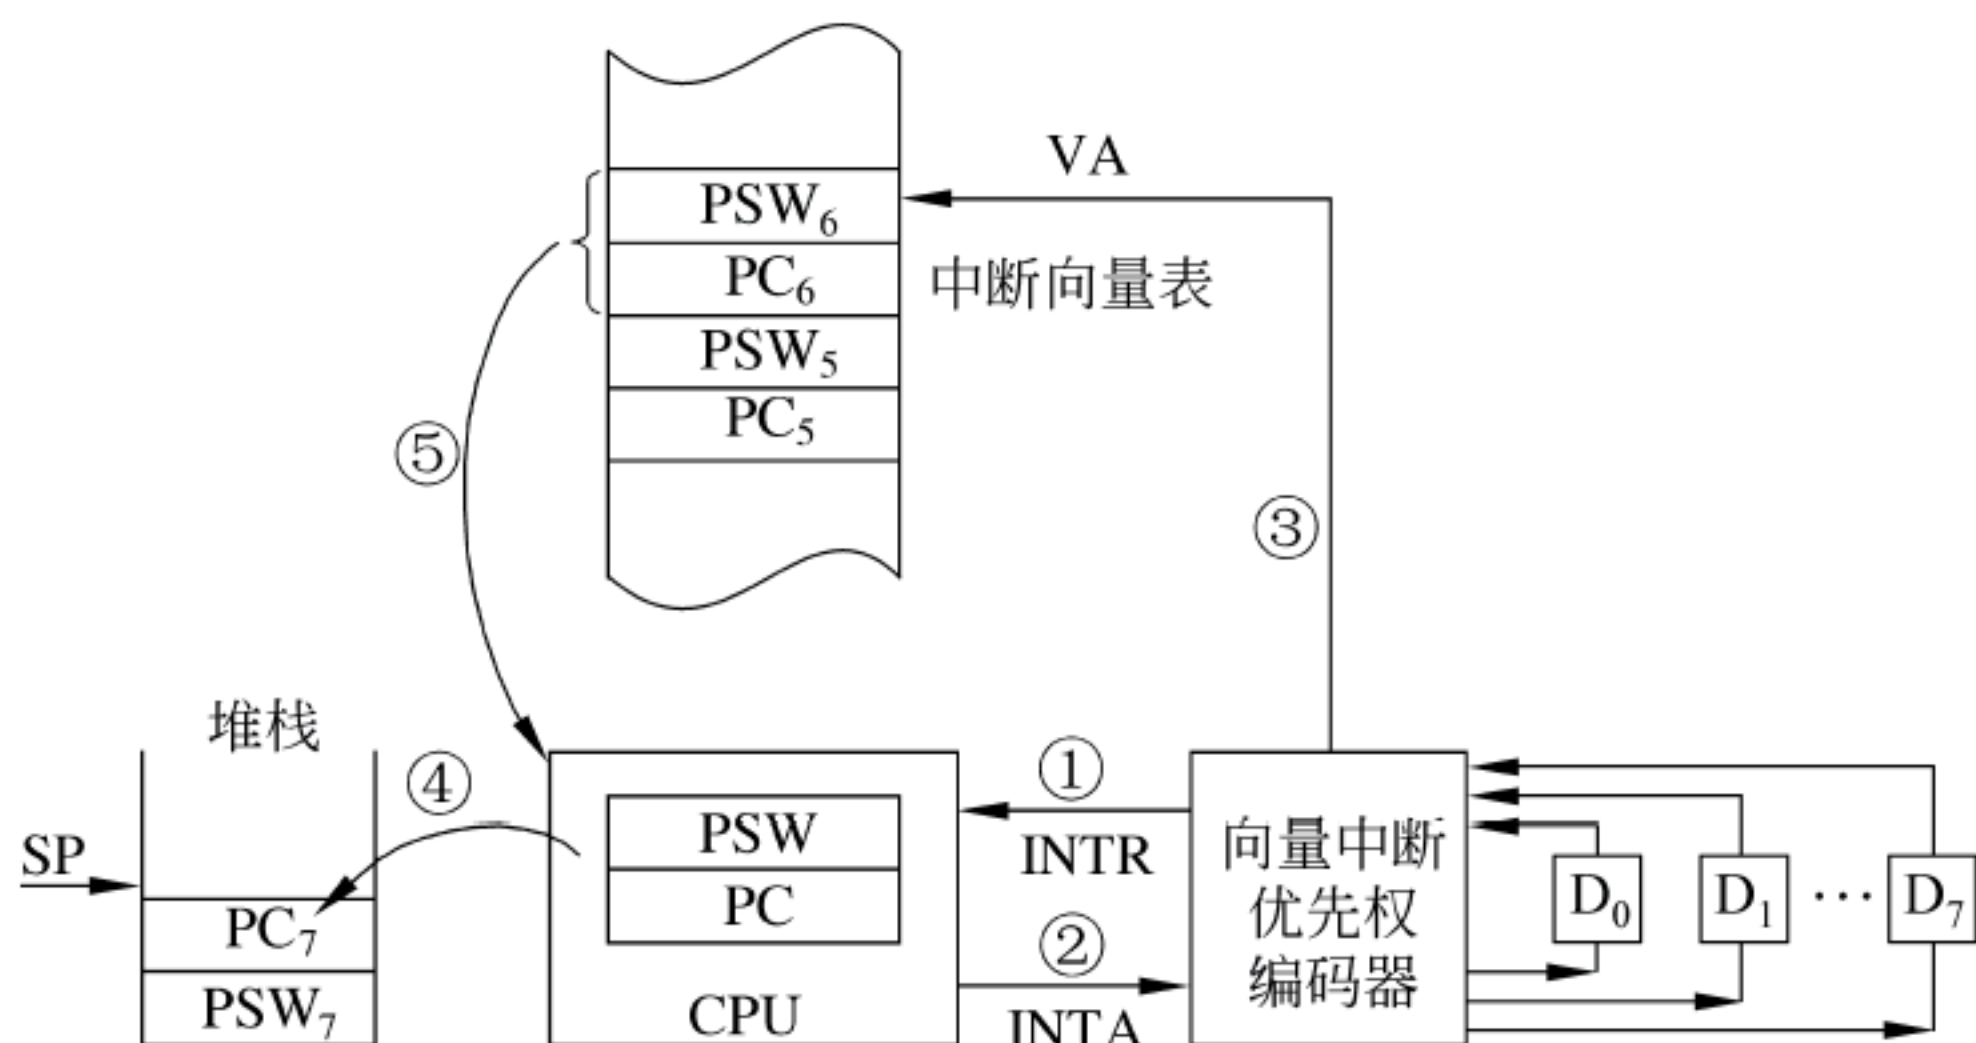 VA
PSW₆
PC₆
中断向量表
PSW₅
PC₅
⑤
③
堆栈
④
①
SP
PSW
INTR
向量中断
优先权
编码器
PC
D₀
D₁
…
D₇
PC₇
②
PSW₇
CPU
INTA